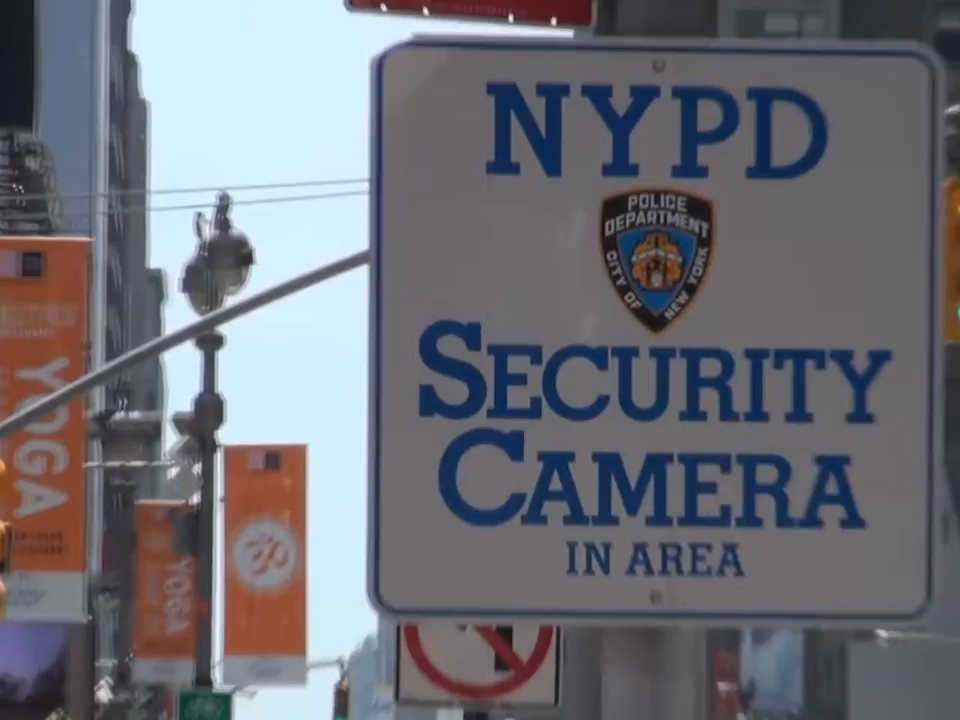 NYPD
POLICE
DEPARTMENT
CITY OF
NEW YORK
SECURITY
CAMERA
IN AREA
YOGA
YOGA
ॐ